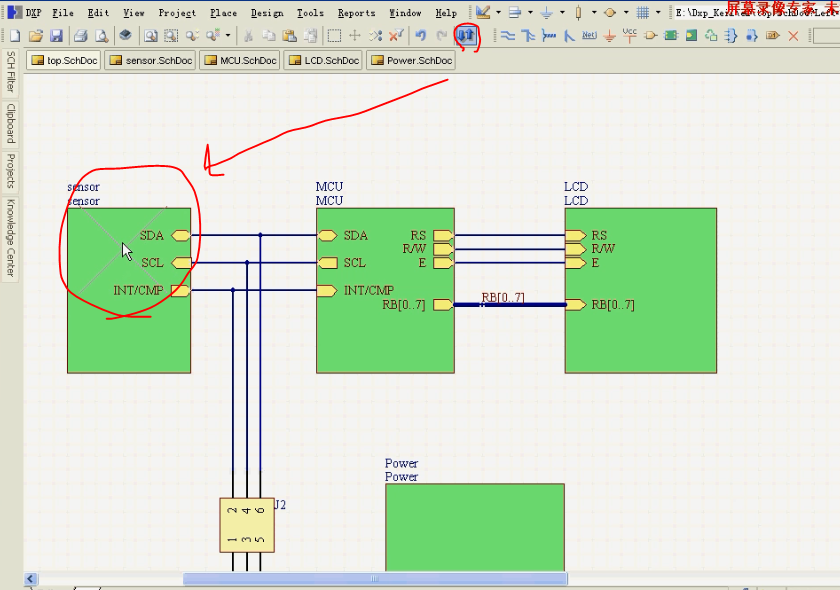 屏幕录像专家 未
DXP File Edit View Project Place Design Tools Reports Window Help
Net
Vcc
top.SchDoc sensor.SchDoc MCU.SchDoc LCD.SchDoc Power.SchDoc
SCH Filter
Clipboard
Projects
Knowledge Center
sensor
sensor
SDA
SCL
INT/CMP
MCU
MCU
SDA
SCL
INT/CMP
RS
R/W
E
RB[0..7]
RB[0..7]
LCD
LCD
RS
R/W
E
RB[0..7]
J2
2 4 6
1 3 5
Power
Power